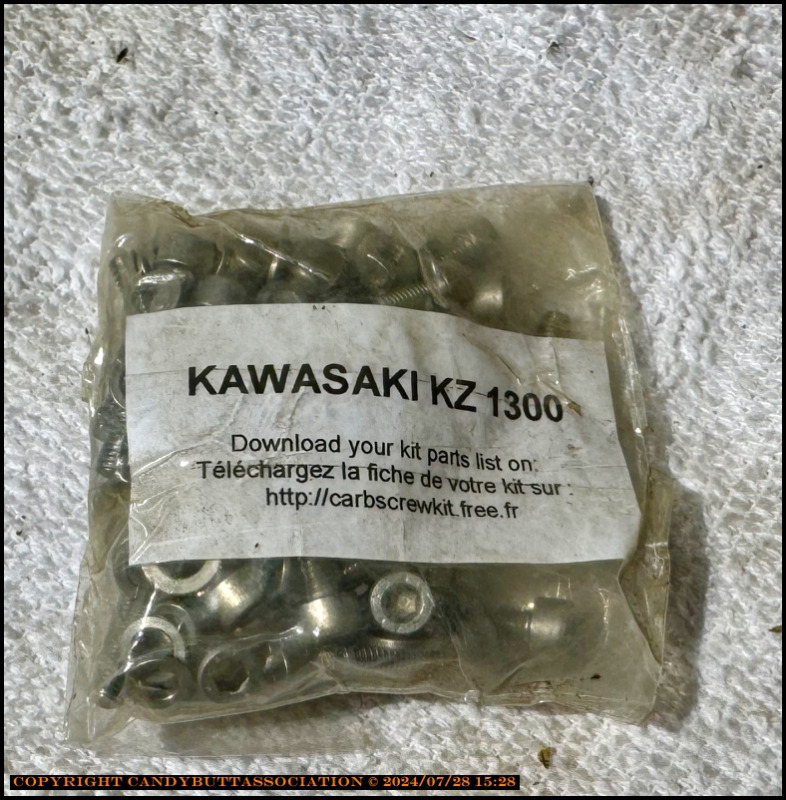 KAWASAKI KZ 1300
Download your kit parts list on:
Téléchargez la fiche de votre kit sur :
http://carbscrewkit.free.fr
COPYRIGHT CANDYBUTTASSOCIATION © 2024/07/28 15:28